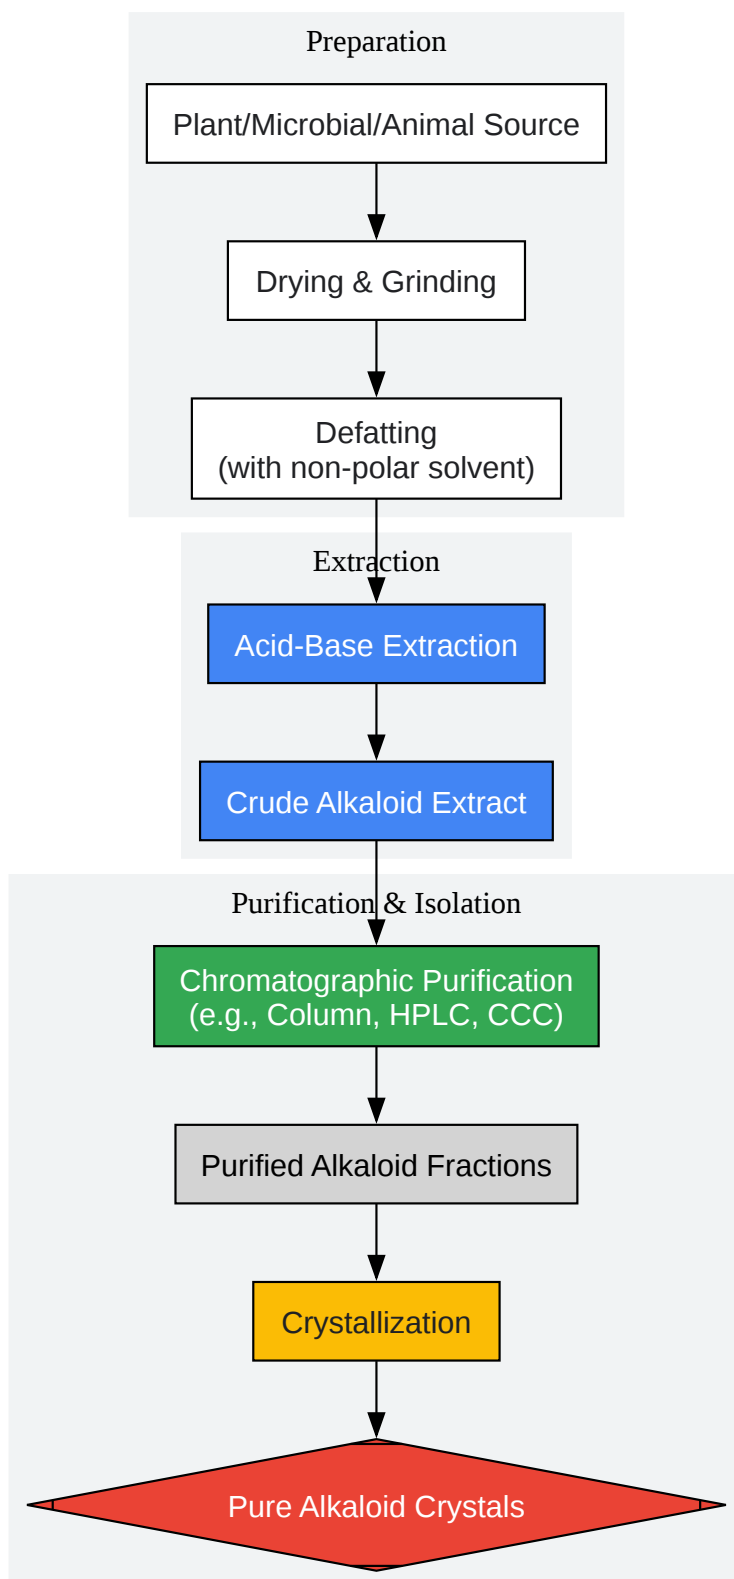 Preparation
Plant/Microbial/Animal Source
Drying & Grinding
Defatting
(with non-polar solvent)
Extraction
Acid-Base Extraction
Crude Alkaloid Extract
Purification & Isolation
Chromatographic Purification
(e.g., Column, HPLC, CCC)
Purified Alkaloid Fractions
Crystallization
Pure Alkaloid Crystals